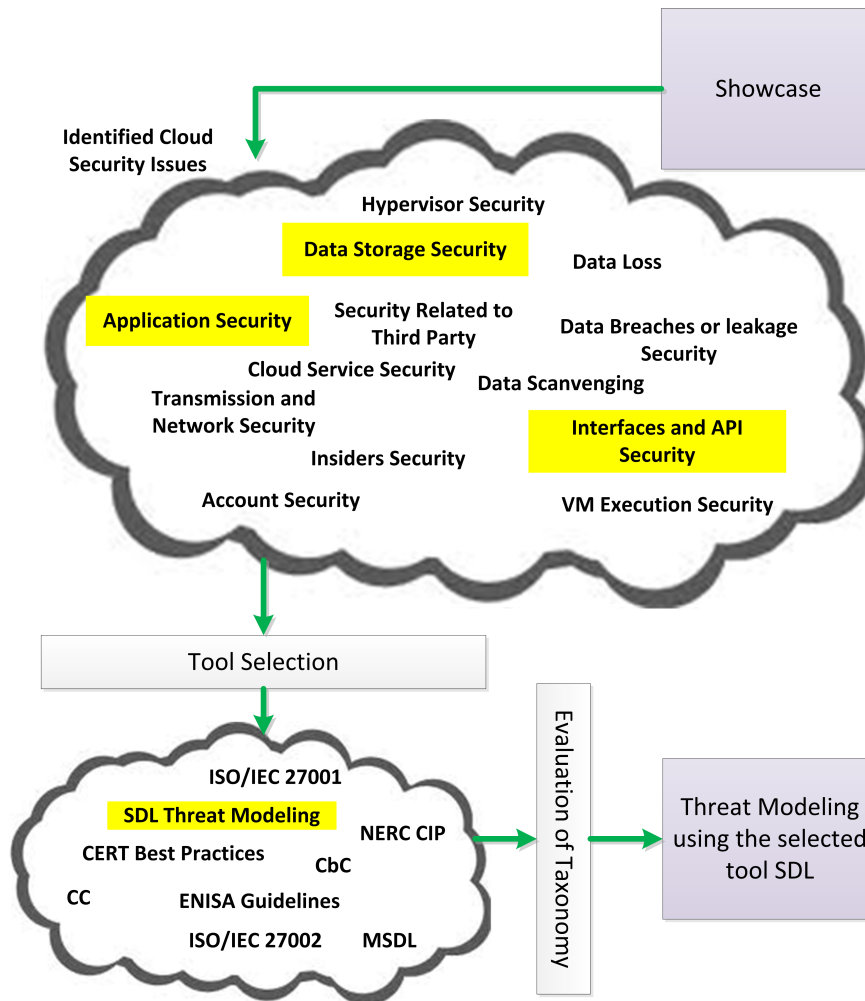 Showcase
Identified Cloud
Security Issues
Hypervisor Security
Data Storage Security
Data Loss
Application Security
Security Related to
Third Party
Data Breaches or leakage
Security
Cloud Service Security
Data Scanvenging
Transmission and
Network Security
Interfaces and API
Security
Insiders Security
Account Security
VM Execution Security
Tool Selection
ISO/IEC 27001
SDL Threat Modeling
NERC CIP
CERT Best Practices
CbC
CC
ENISA Guidelines
ISO/IEC 27002
MSDL
Evaluation of Taxonomy
Threat Modeling
using the selected
tool SDL